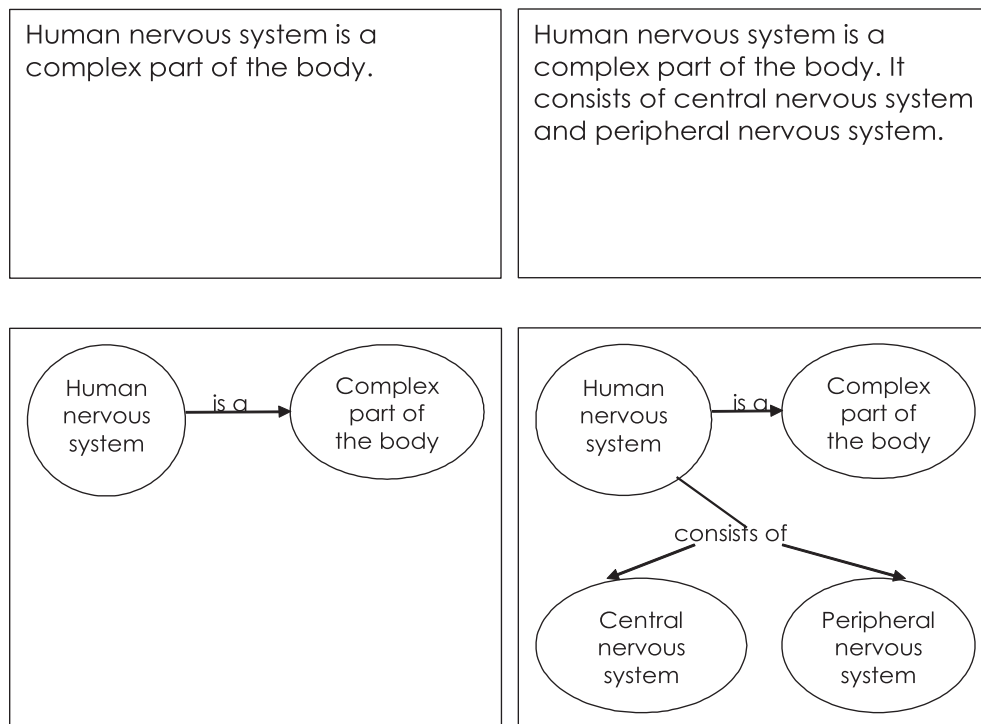 Human nervous system is a
complex part of the body.
Human nervous system is a
complex part of the body. It
consists of central nervous system
and peripheral nervous system.
Human
nervous
system
is a
Complex
part of
the body
Human
nervous
system
is a
Complex
part of
the body
consists of
Central
nervous
system
Peripheral
nervous
system